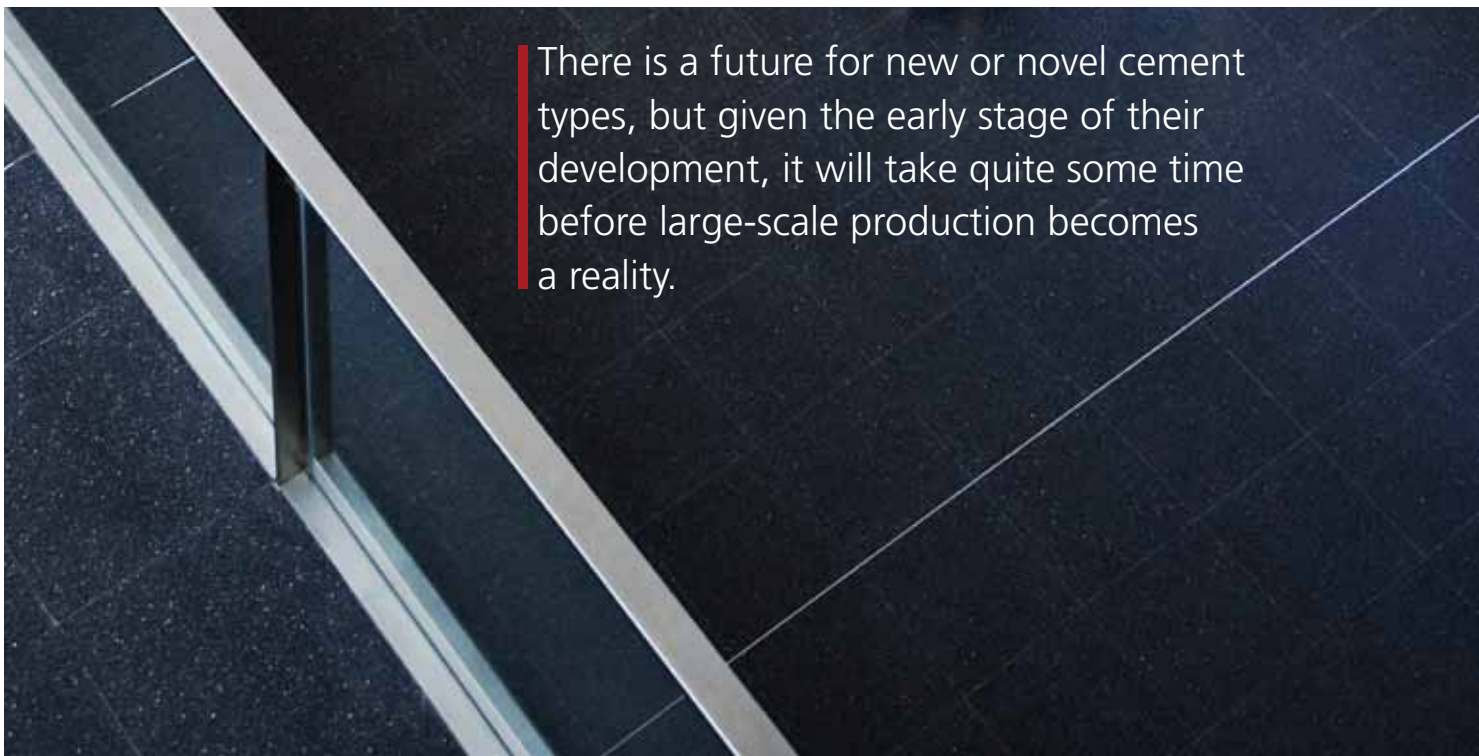 There is a future for new or novel cement
types, but given the early stage of their
development, it will take quite some time
before large-scale production becomes
a reality.